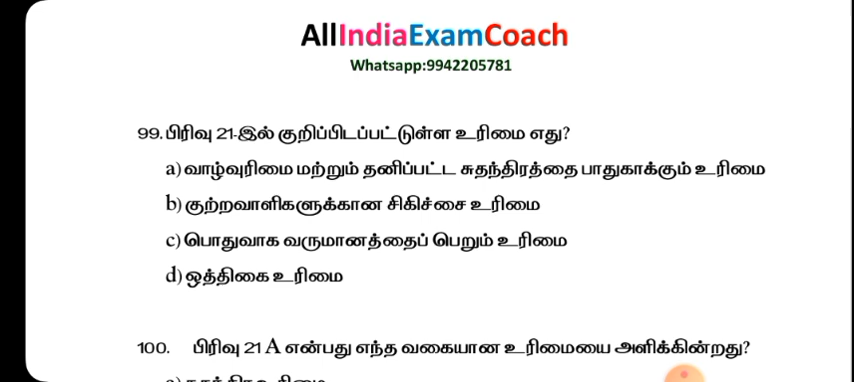 AllIndiaExamCoach
Whatsapp:9942205781
99. பிரிவு 21-இல் குறிப்பிடப்பட்டுள்ள உரிமை எது?
a) வாழ்வுரிமை மற்றும் தனிப்பட்ட சுதந்திரத்தை பாதுகாக்கும் உரிமை
b) குற்றவாளிகளுக்கான சிகிச்சை உரிமை
c) பொதுவாக வருமானத்தைப் பெறும் உரிமை
d) ஒத்திகை உரிமை
100. பிரிவு 21 A என்பது எந்த வகையான உரிமையை அளிக்கின்றது?